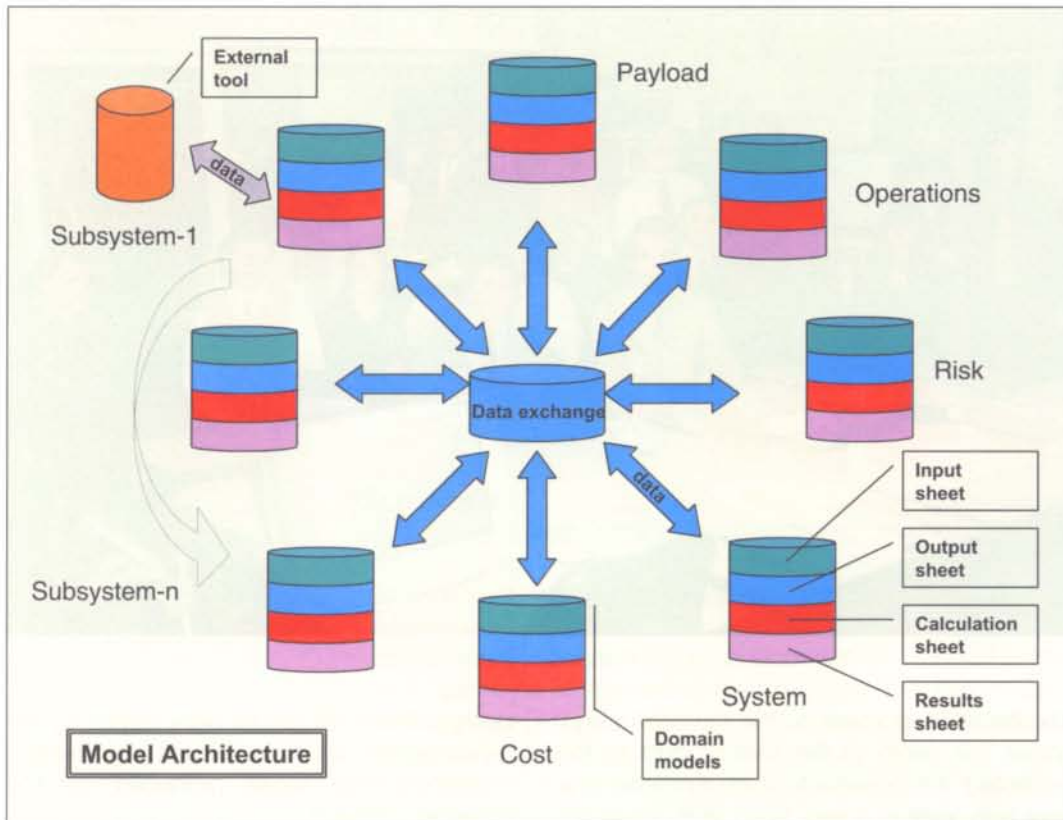 External
tool
Payload
data
Operations
Subsystem-1
Risk
Data exchange
data
Input
sheet
Output
sheet
Subsystem-n
Calculation
sheet
System
Results
sheet
Model Architecture
Cost
Domain
models